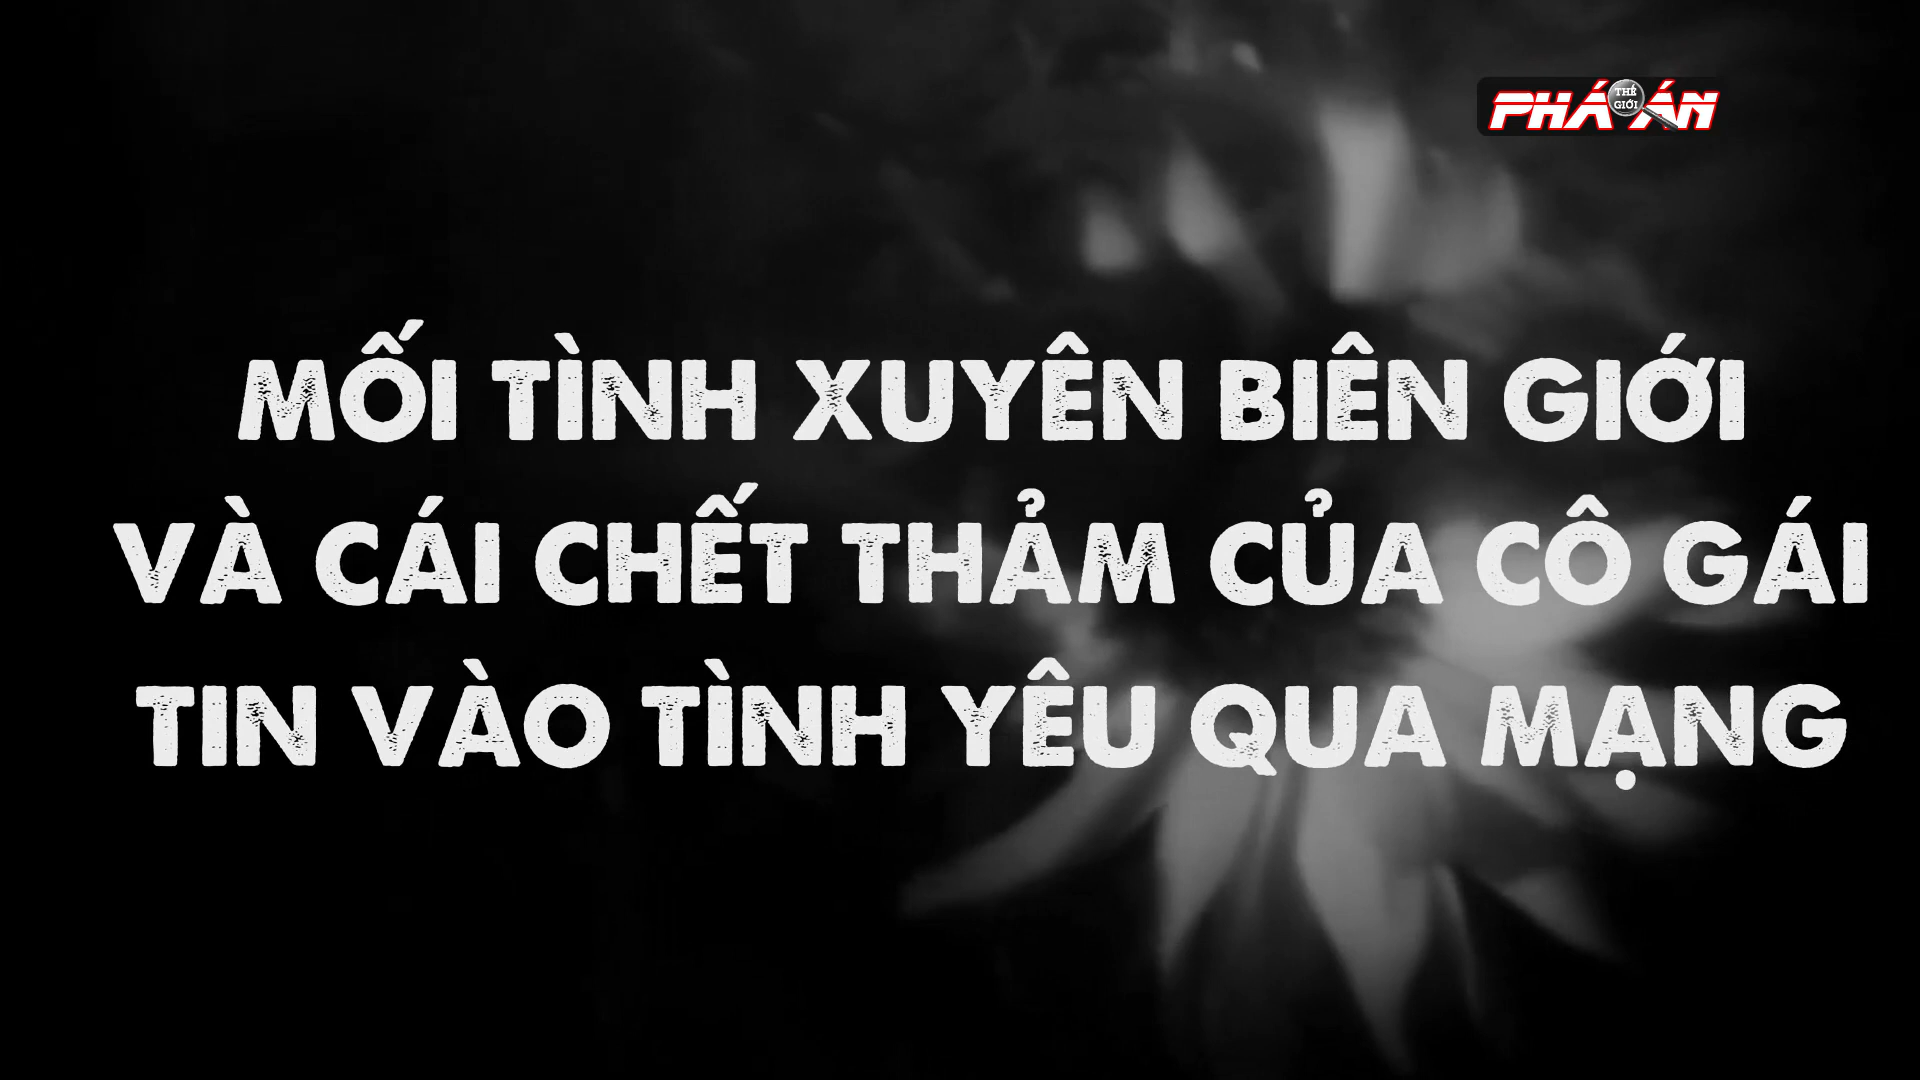 PHÁ ÁN
THẾ
GIỚI
MỐI TÌNH XUYÊN BIÊN GIỚI
VÀ CÁI CHẾT THẢM CỦA CÔ GÁI
TIN VÀO TÌNH YÊU QUA MẠNG